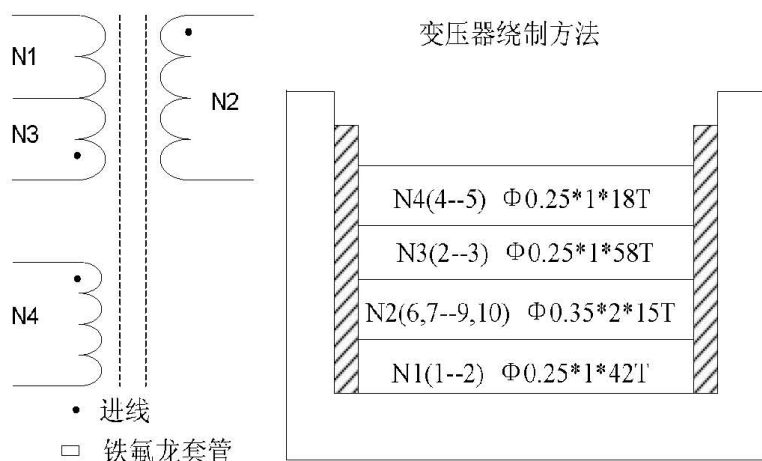 变压器绕制方法
N1
N3
N2
N4
N4(4--5) Φ0.25*1*18T
N3(2--3) Φ0.25*1*58T
N2(6,7--9,10) Φ0.35*2*15T
N1(1--2) Φ0.25*1*42T
进线
铁氟龙套管